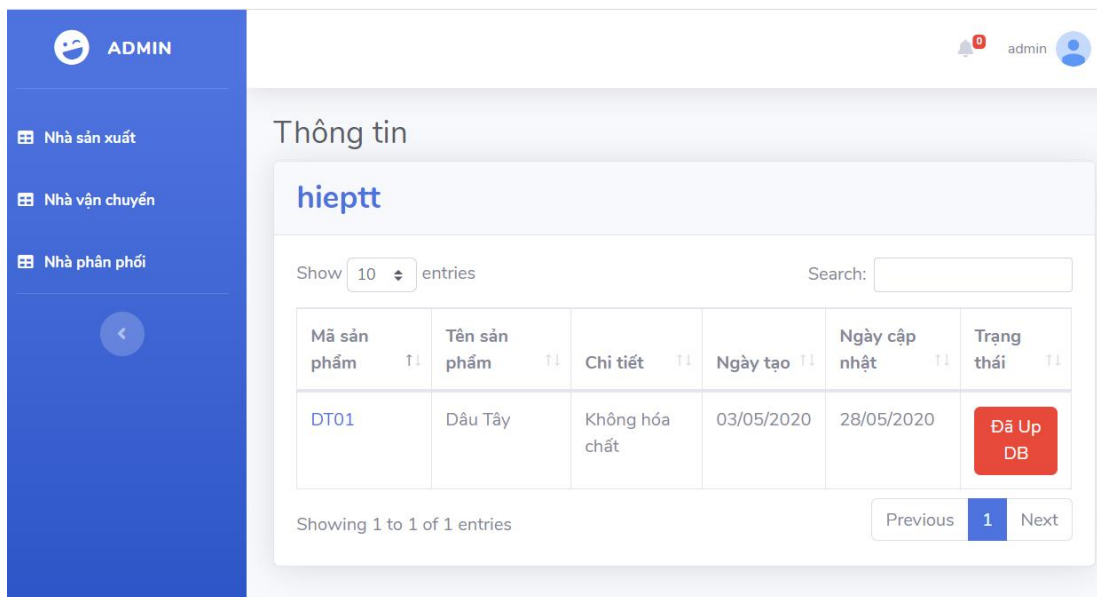 ADMIN
0
admin
Nhà sản xuất
Nhà vận chuyển
Nhà phân phối
Thông tin
hieptt
Show 10 entries
Search:
Mã sản phẩm
Tên sản phẩm
Chi tiết
Ngày tạo
Ngày cập nhật
Trạng thái
DT01
Dâu Tây
Không hóa chất
03/05/2020
28/05/2020
Đã Up DB
Showing 1 to 1 of 1 entries
Previous 1 Next